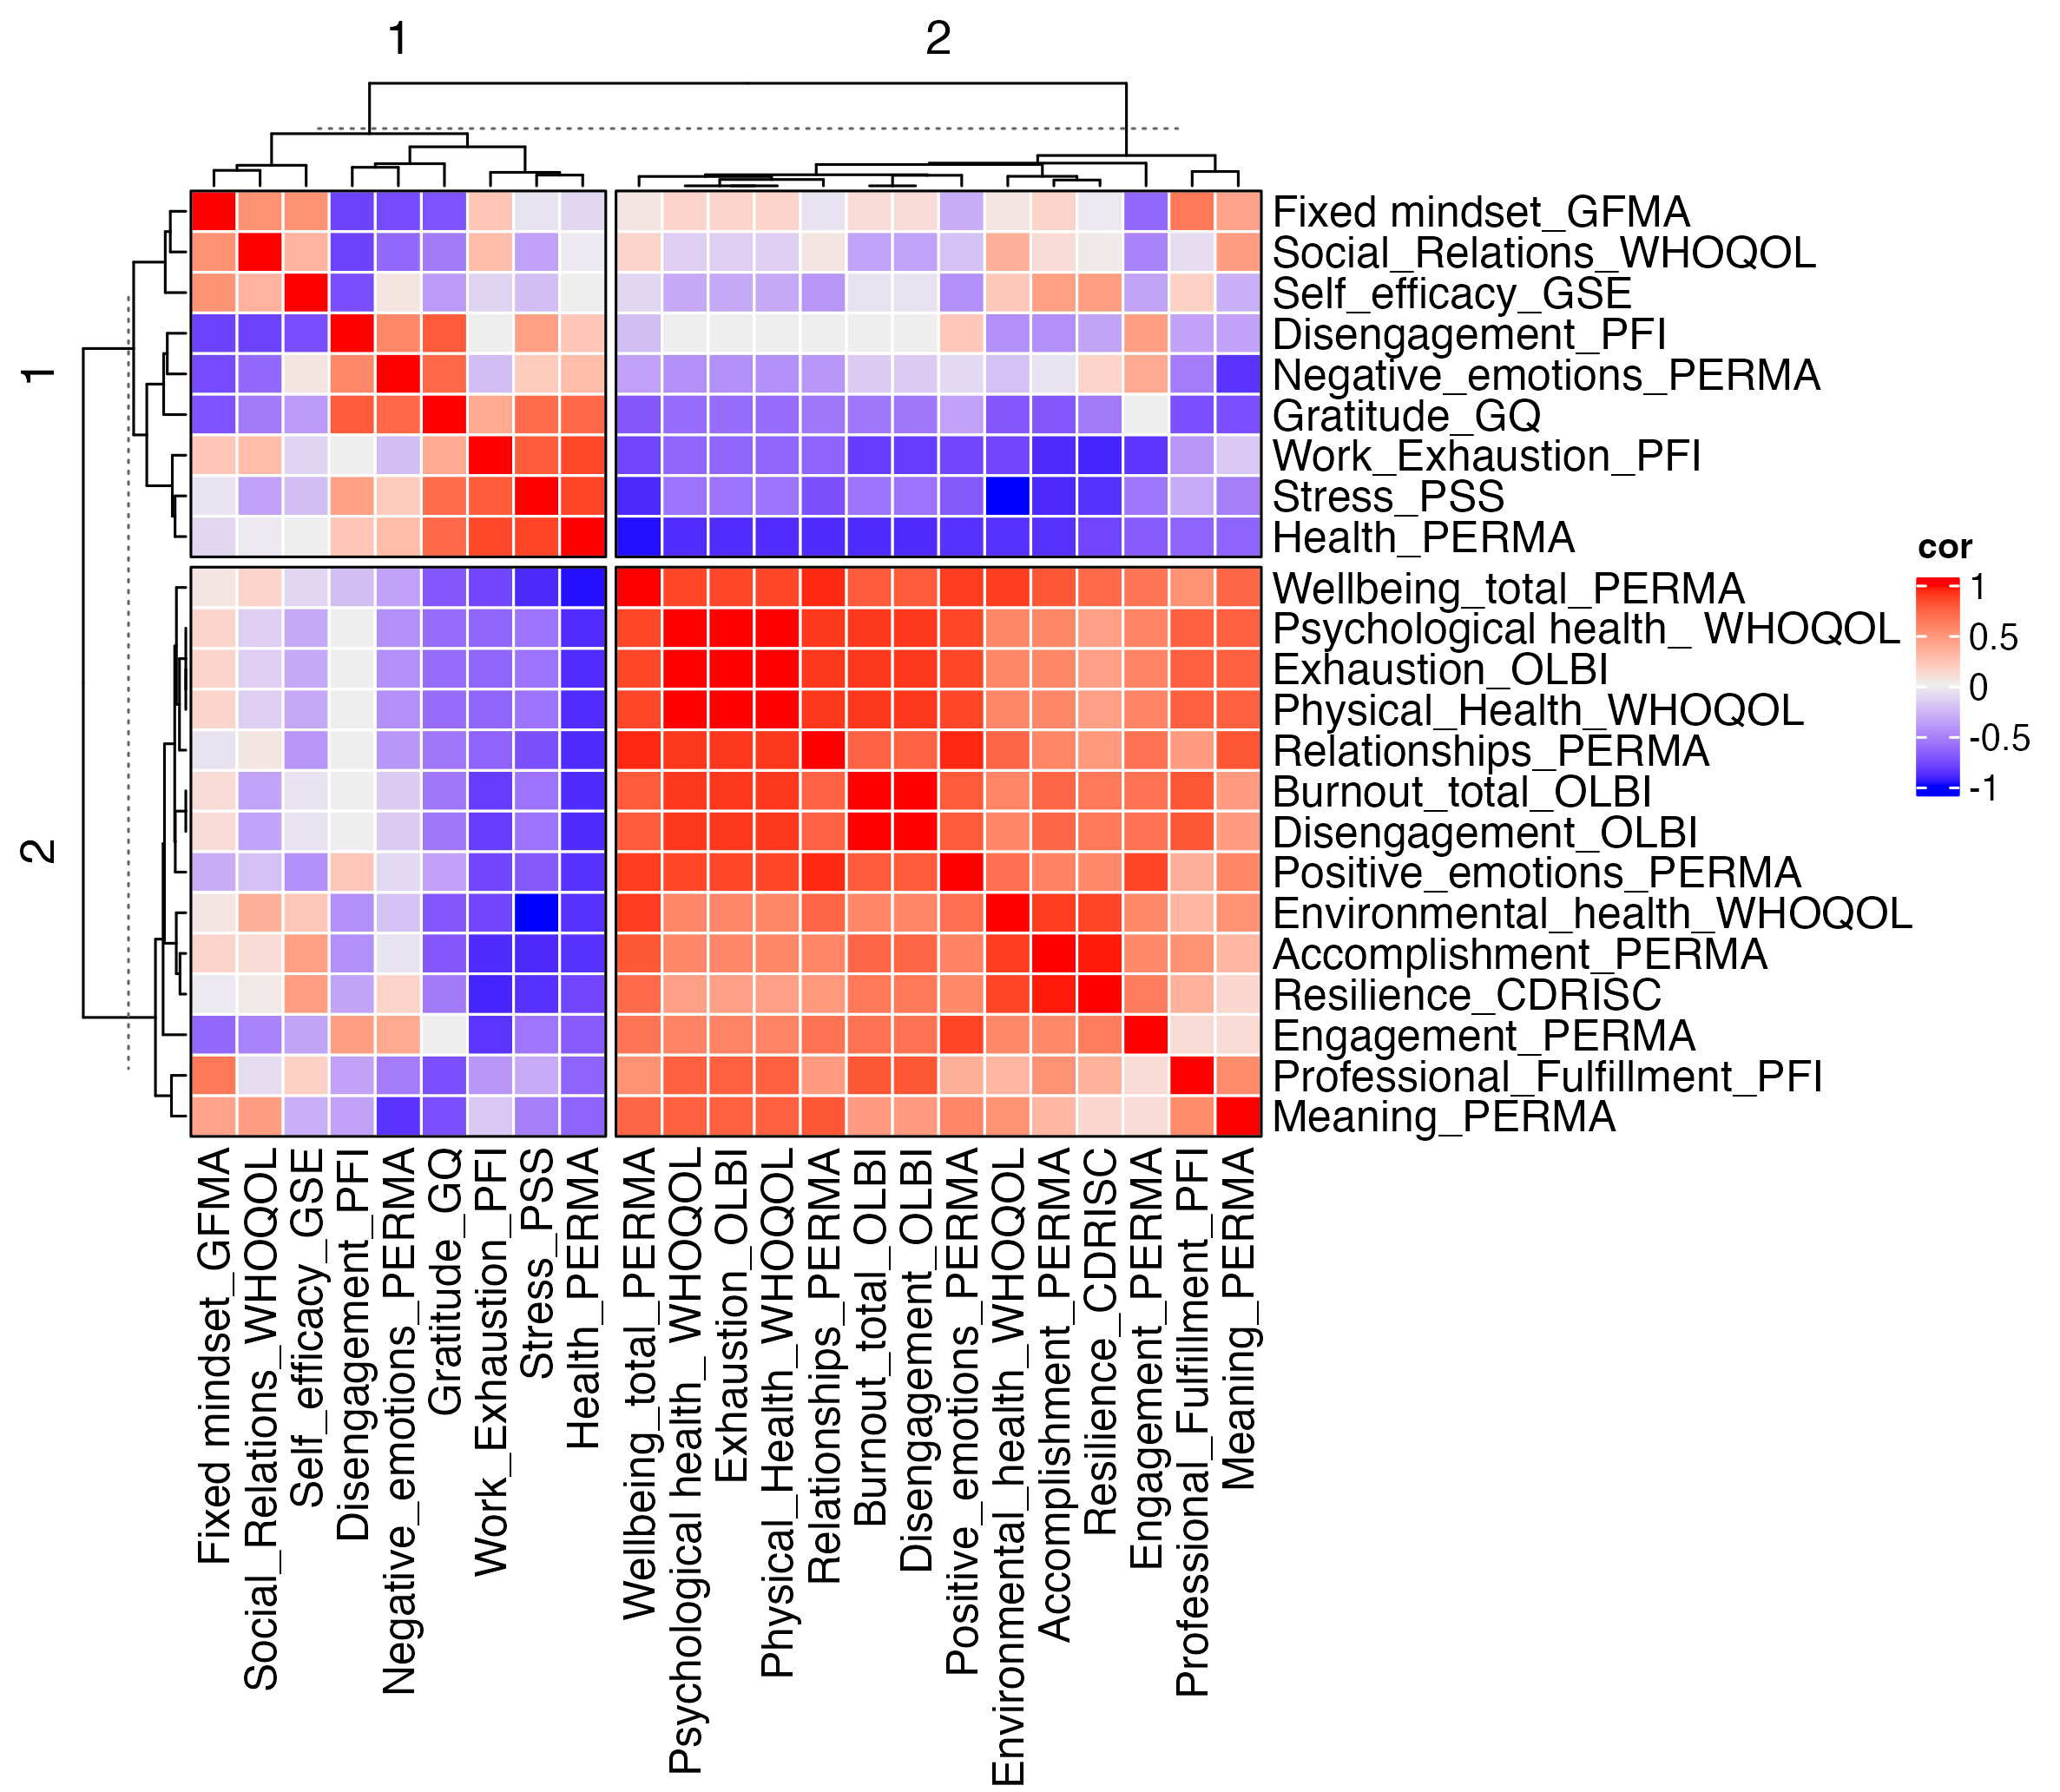 1
2
1
2
Fixed mindset_GFMA
Social_Relations_WHOQOL
Self_efficacy_GSE
Disengagement_PFI
Negative_emotions_PERMA
Gratitude_GQ
Work_Exhaustion_PFI
Stress_PSS
Health_PERMA
Wellbeing_total_PERMA
Psychological health_ WHOQOL
Exhaustion_OLBI
Physical_Health_WHOQOL
Relationships_PERMA
Burnout_total_OLBI
Disengagement_OLBI
Positive_emotions_PERMA
Environmental_health_WHOQOL
Accomplishment_PERMA
Resilience_CDRISC
Engagement_PERMA
Professional_Fulfillment_PFI
Meaning_PERMA
cor
1
0.5
0
-0.5
-1
Fixed mindset_GFMA
Social_Relations_WHOQOL
Self_efficacy_GSE
Disengagement_PFI
Negative_emotions_PERMA
Gratitude_GQ
Work_Exhaustion_PFI
Stress_PSS
Health_PERMA
Wellbeing_total_PERMA
Psychological health_ WHOQOL
Exhaustion_OLBI
Physical_Health_WHOQOL
Relationships_PERMA
Burnout_total_OLBI
Disengagement_OLBI
Positive_emotions_PERMA
Environmental_health_WHOQOL
Accomplishment_PERMA
Resilience_CDRISC
Engagement_PERMA
Professional_Fulfillment_PFI
Meaning_PERMA